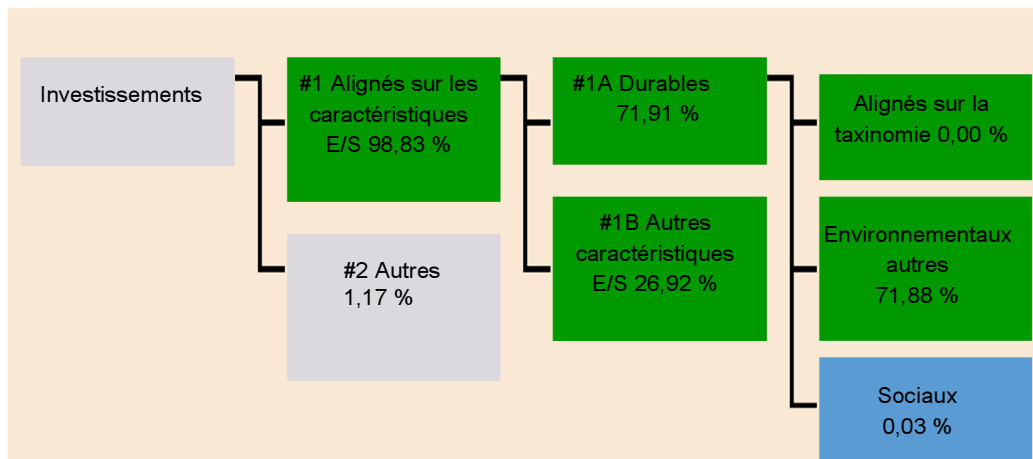 Investissements
#1 Alignés sur les
caractéristiques
E/S 98,83 %
#2 Autres
1,17 %
#1A Durables
71,91 %
#1B Autres
caractéristiques
E/S 26,92 %
Alignés sur la
taxinomie 0,00 %
Environnementaux
autres
71,88 %
Sociaux
0,03 %